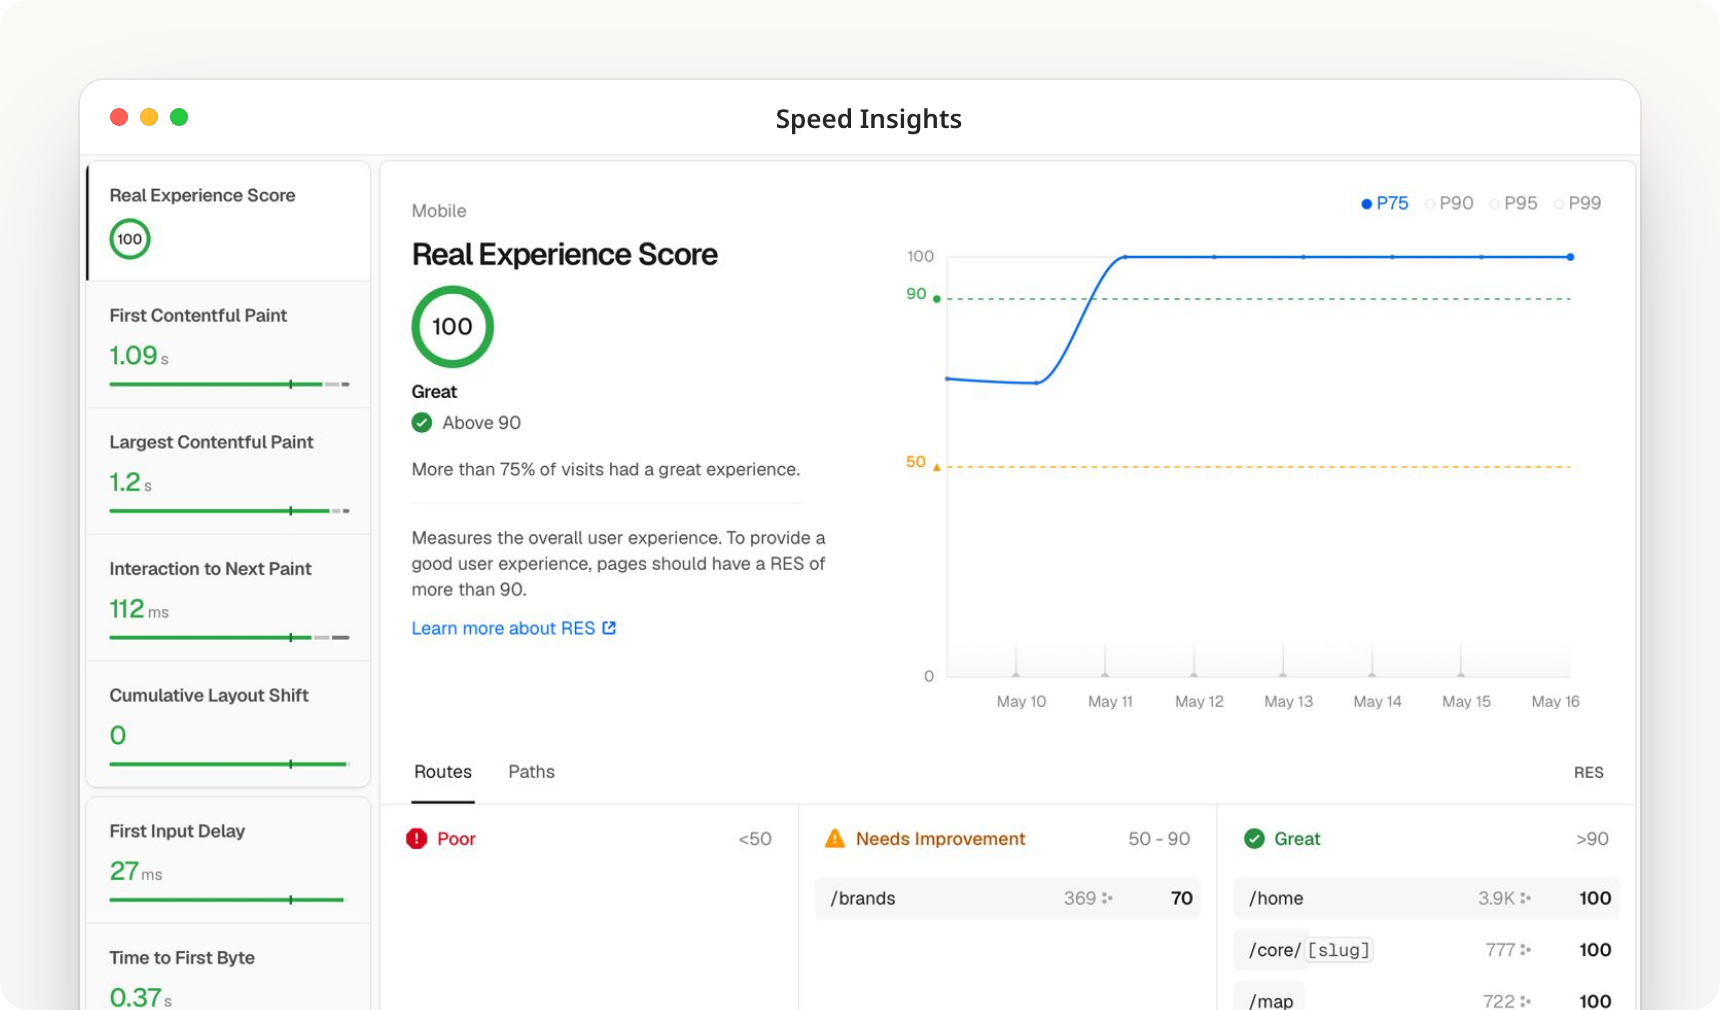 Speed Insights
Real Experience Score
100
First Contentful Paint
1.09 s
Largest Contentful Paint
1.2 s
Interaction to Next Paint
112 ms
Cumulative Layout Shift
0
First Input Delay
27 ms
Time to First Byte
0.37 s
Mobile
Real Experience Score
100
Great
Above 90
More than 75% of visits had a great experience.
Measures the overall user experience. To provide a
good user experience, pages should have a RES of
more than 90.
Learn more about RES
P75 P90 P95 P99
100
90
50
0
May 10 May 11 May 12 May 13 May 14 May 15 May 16
Routes Paths RES
Poor <50
Needs Improvement 50 - 90
/brands 369 70
Great >90
/home 3.9K 100
/core/[slug] 777 100
/map 722 100